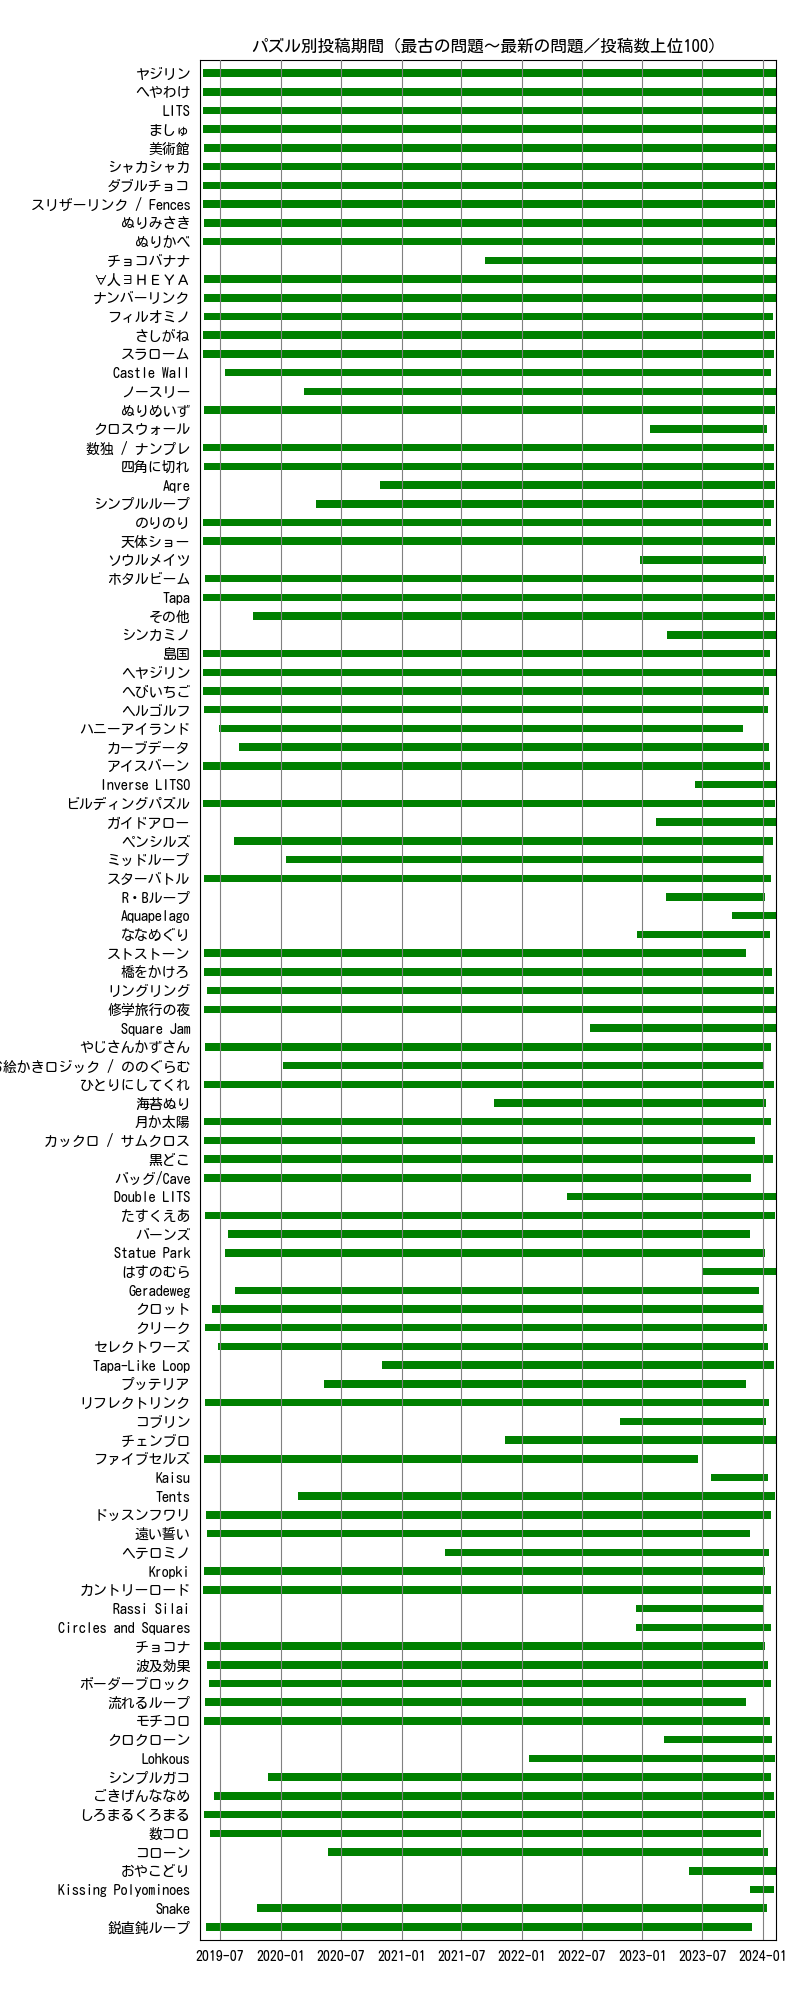 パズル別投稿期間（最古の問題～最新の問題／投稿数上位100）
ヤジリン
へやわけ
LITS
ましゅ
美術館
シャカシャカ
ダブルチョコ
スリザーリンク / Fences
ぬりみさき
ぬりかべ
チョコバナナ
∀人∃ＨＥＹＡ
ナンバーリンク
フィルオミノ
さしがね
スラローム
Castle Wall
ノースリー
ぬりめいず
クロスウォール
数独 / ナンプレ
四角に切れ
Aqre
シンプルループ
のりのり
天体ショー
ソウルメイツ
ホタルビーム
Tapa
その他
シンカミノ
島国
ヘヤジリン
へびいちご
ヘルゴルフ
ハニーアイランド
カーブデータ
アイスバーン
Inverse LITSO
ビルディングパズル
ガイドアロー
ペンシルズ
ミッドループ
スターバトル
R・Bループ
Aquapelago
ななめぐり
ストストーン
橋をかけろ
リングリング
修学旅行の夜
Square Jam
やじさんかずさん
絵かきロジック / ののぐらむ
ひとりにしてくれ
海苔ぬり
月か太陽
カックロ / サムクロス
黒どこ
バッグ/Cave
Double LITS
たすくえあ
バーンズ
Statue Park
はすのむら
Geradeweg
クロット
クリーク
セレクトワーズ
Tapa-Like Loop
プッテリア
リフレクトリンク
コブリン
チェンブロ
ファイブセルズ
Kaisu
Tents
ドッスンフワリ
遠い誓い
ヘテロミノ
Kropki
カントリーロード
Rassi Silai
Circles and Squares
チョコナ
波及効果
ボーダーブロック
流れるループ
モチコロ
クロクローン
Lohkous
シンプルガコ
ごきげんななめ
しろまるくろまる
数コロ
コローン
おやこどり
Kissing Polyominoes
Snake
鋭直鈍ループ
2019-07 2020-01 2020-07 2021-01 2021-07 2022-01 2022-07 2023-01 2023-07 2024-01